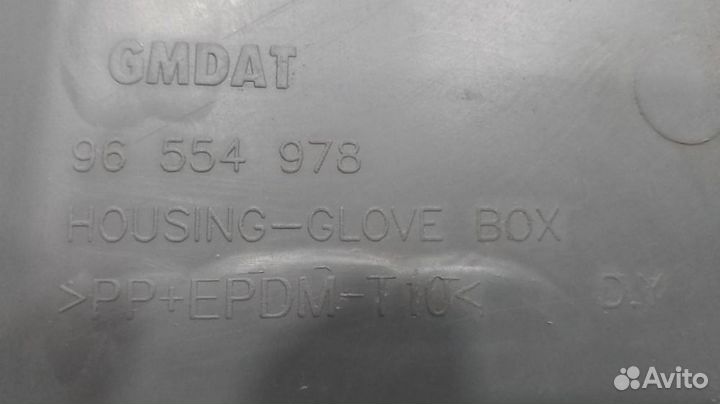 GMDAT
96 554 978
HOUSING-GLOVE BOX
>PP+EPDM-T10< D.Y
Avito